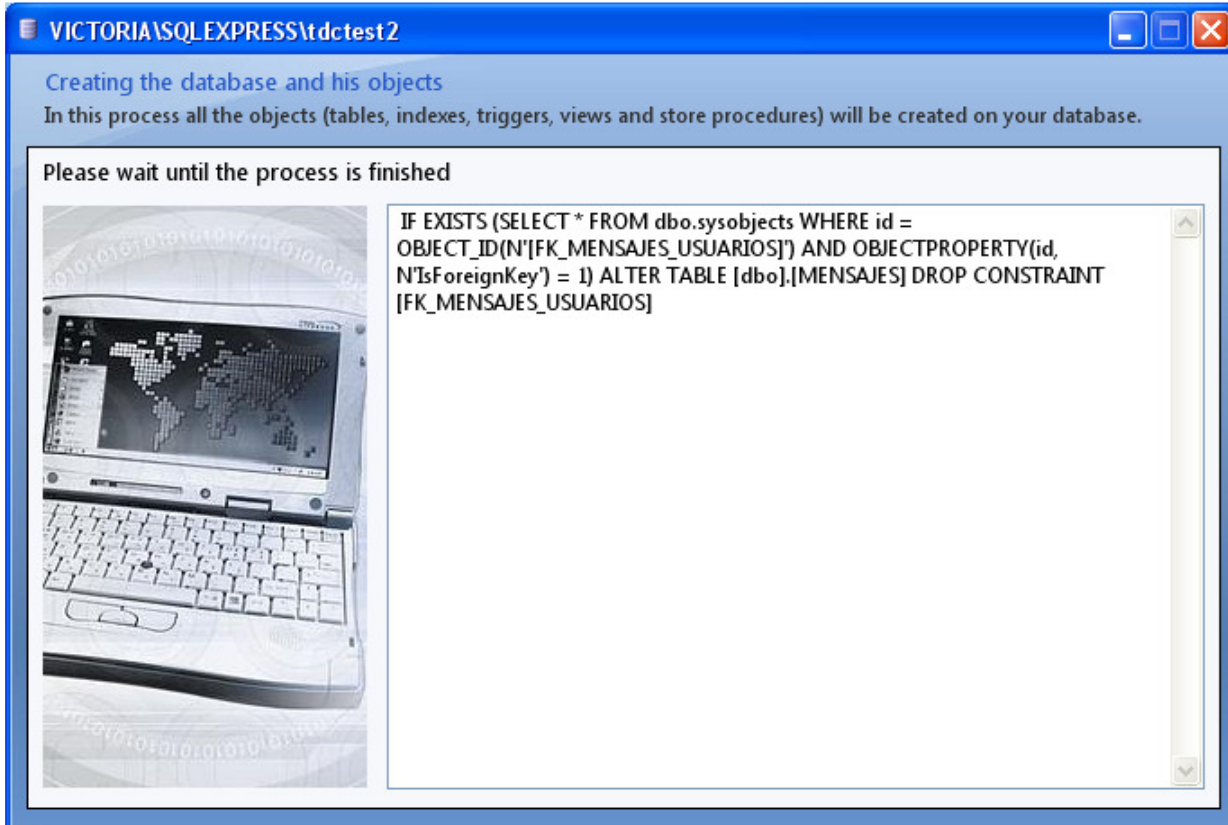 VICTORIA\SQLEXPRESS\tdctest2
Creating the database and his objects
In this process all the objects (tables, indexes, triggers, views and store procedures) will be created on your database.
Please wait until the process is finished
IF EXISTS (SELECT * FROM dbo.sysobjects WHERE id =
OBJECT_ID(N'[FK_MENSAJES_USUARIOS]') AND OBJECTPROPERTY(id,
N'IsForeignKey') = 1) ALTER TABLE [dbo].[MENSAJES] DROP CONSTRAINT
[FK_MENSAJES_USUARIOS]